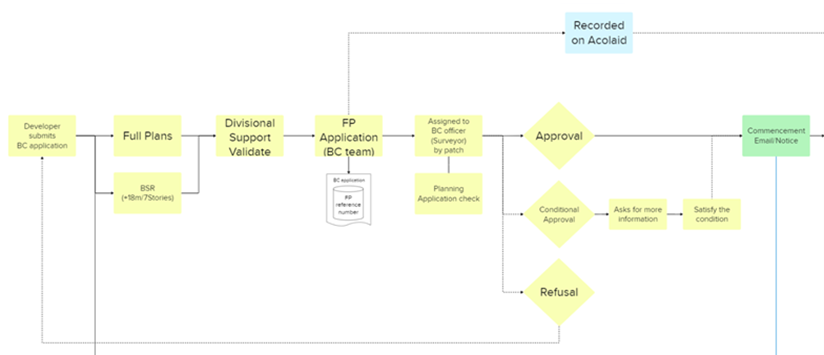 Recorded
on Acolaid
Developer
submits
BC application
Full Plans
Divisional
Support
Validate
FP
Application
(BC team)
Assigned to
BC officer
(Surveyor)
by patch
Approval
Commencement
Email/Notice
BSR
(+18m/7Stories)
BC application
FP
reference
number
Planning
Application check
Conditional
Approval
Asks for more
information
Satisfy the
condition
Refusal